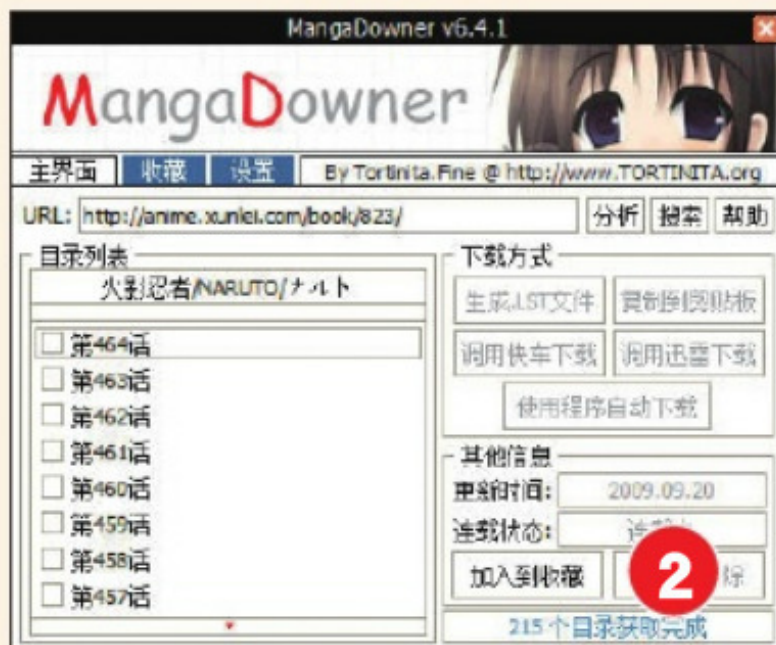 MangaDowner v6.4.1
MangaDowner
主界面 收藏 设置 By Tortinita.Fine @ http://www.TORTINITA.org
URL: http://anime.xunlei.com/book/823/ 分析 搜索 帮助
目录列表
火影忍者/NARUTO/ナルト
第464话
第463话
第462话
第461话
第460话
第459话
第458话
第457话
下载方式
生成.LST文件 复制到剪贴板
调用快车下载 调用迅雷下载
使用程序自动下载
其他信息
更新时间: 2009.09.20
连载状态:
加入到收藏 除
2
215 个目录获取完成